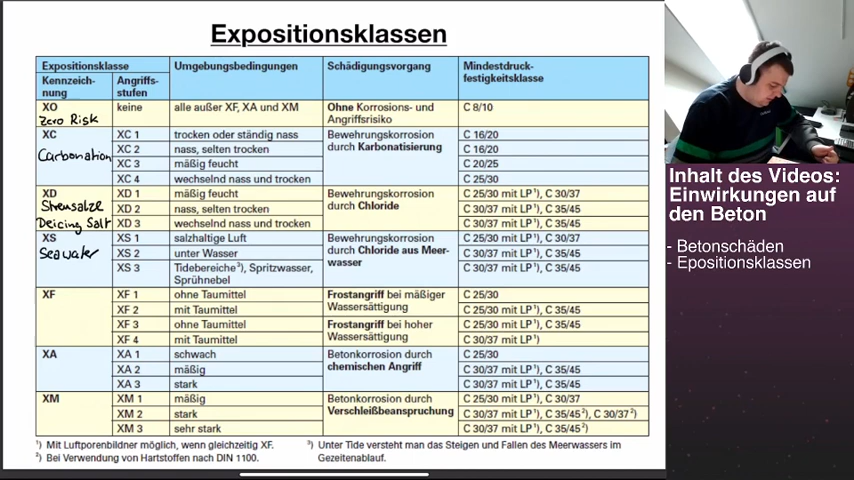 Expositionsklassen
Expositionsklasse Umgebungsbedingungen Schädigungsvorgang Mindestdruck-
festigkeitsklasse
Kennzeich-
nung Angriffs-
stufen
XO keine alle außer XF, XA und XM Ohne Korrosions- und
Angriffsrisiko C 8/10
Zero Risk
XC XC 1 trocken oder ständig nass Bewehrungskorrosion
durch Karbonatisierung C 16/20
Carbonation XC 2 nass, selten trocken C 16/20
XC 3 mäßig feucht C 20/25
XC 4 wechselnd nass und trocken C 25/30
XD XD 1 mäßig feucht Bewehrungskorrosion
durch Chloride C 25/30 mit LP¹), C 30/37
Streusalze XD 2 nass, selten trocken C 30/37 mit LP¹), C 35/45
Deicing Salt XD 3 wechselnd nass und trocken C 30/37 mit LP¹), C 35/45
XS XS 1 salzhaltige Luft Bewehrungskorrosion
durch Chloride aus Meer-
wasser C 25/30 mit LP¹), C 30/37
Seawater XS 2 unter Wasser C 30/37 mit LP¹), C 35/45
XS 3 Tidebereiche³), Spritzwasser,
Sprühnebel C 30/37 mit LP¹), C 35/45
XF XF 1 ohne Taumittel Frostangriff bei mäßiger
Wassersättigung C 25/30
XF 2 mit Taumittel C 25/30 mit LP¹), C 35/45
XF 3 ohne Taumittel Frostangriff bei hoher
Wassersättigung C 25/30 mit LP¹), C 35/45
XF 4 mit Taumittel C 30/37 mit LP¹)
XA XA 1 schwach Betonkorrosion durch
chemischen Angriff C 25/30
XA 2 mäßig C 30/37 mit LP¹), C 35/45
XA 3 stark C 30/37 mit LP¹), C 35/45
XM XM 1 mäßig Betonkorrosion durch
Verschleißbeanspruchung C 25/30 mit LP¹), C 30/37
XM 2 stark C 30/37 mit LP¹), C 35/45²), C 30/37²)
XM 3 sehr stark C 30/37 mit LP¹), C 35/45²)
¹) Mit Luftporenbildner möglich, wenn gleichzeitig XF.
²) Bei Verwendung von Hartstoffen nach DIN 1100.
³) Unter Tide versteht man das Steigen und Fallen des Meerwassers im
Gezeitenablauf.
Inhalt des Videos:
Einwirkungen auf
den Beton
- Betonschäden
- Epositionsklassen